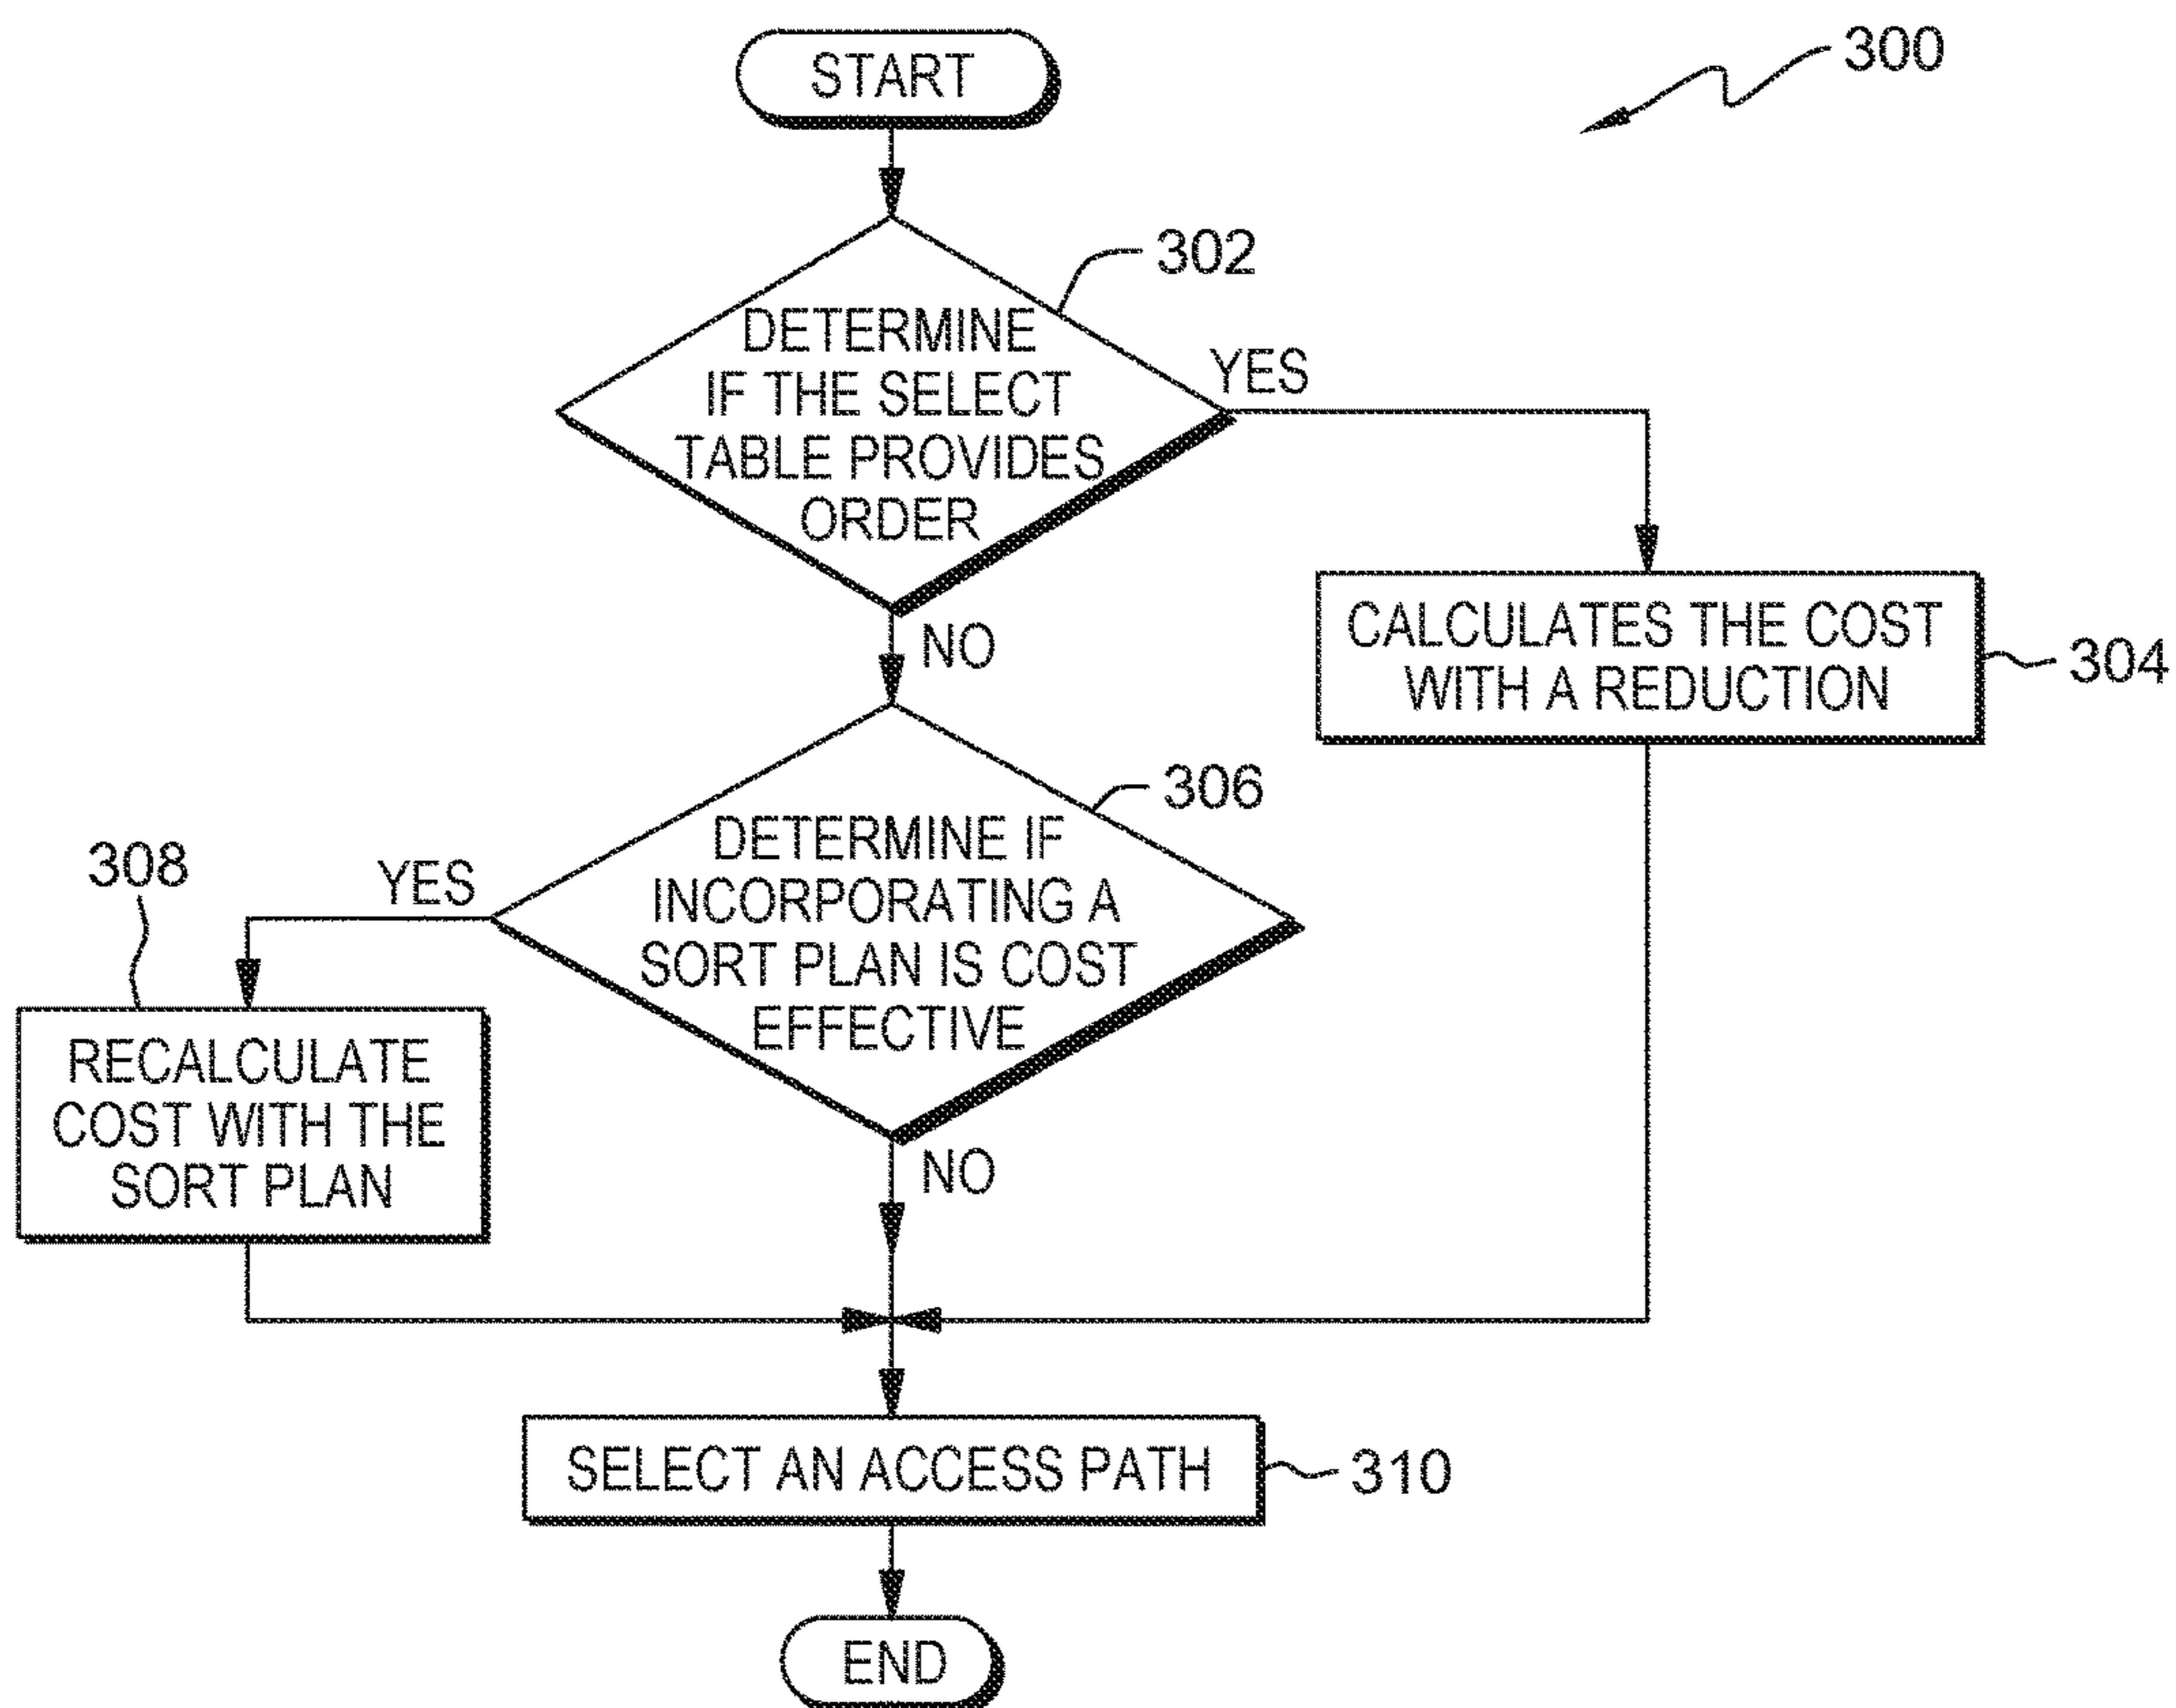 START
300
302
DETERMINE
IF THE SELECT
TABLE PROVIDES
ORDER
YES
NO
CALCULATES THE COST
WITH A REDUCTION
304
306
DETERMINE IF
INCORPORATING A
SORT PLAN IS COST
EFFECTIVE
YES
308
RECALCULATE
COST WITH THE
SORT PLAN
NO
SELECT AN ACCESS PATH
310
END